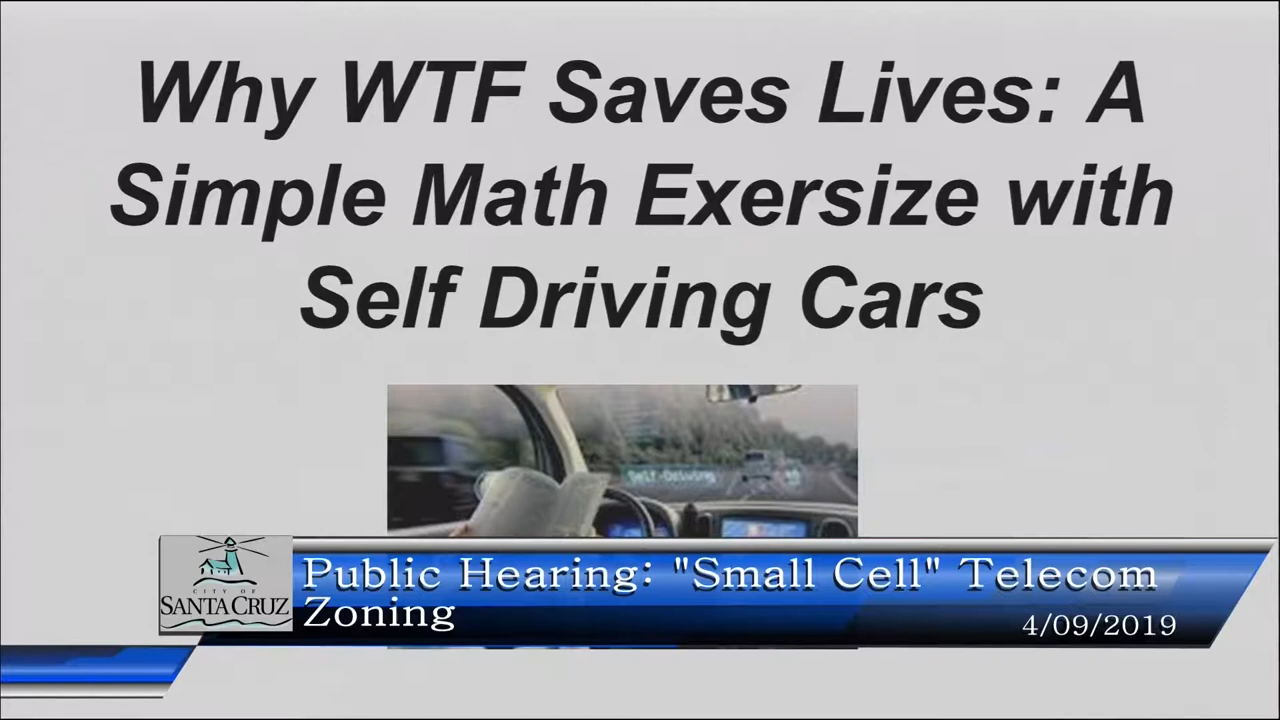 Why WTF Saves Lives: A
Simple Math Exersize with
Self Driving Cars
Self-Driving
CITY OF
SANTA CRUZ
Public Hearing: "Small Cell" Telecom
Zoning
4/09/2019